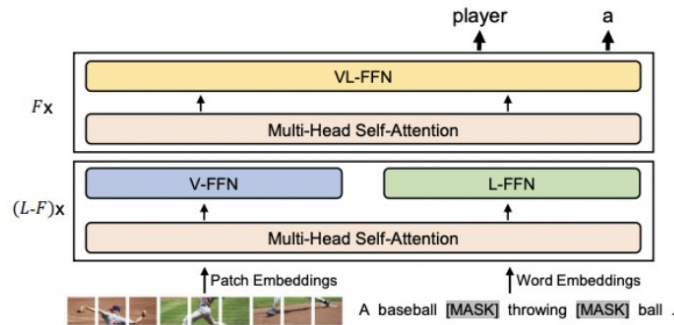 player a
VL-FFN
Fx
Multi-Head Self-Attention
V-FFN L-FFN
(L-F)x
Multi-Head Self-Attention
Patch Embeddings Word Embeddings
A baseball [MASK] throwing [MASK] ball .